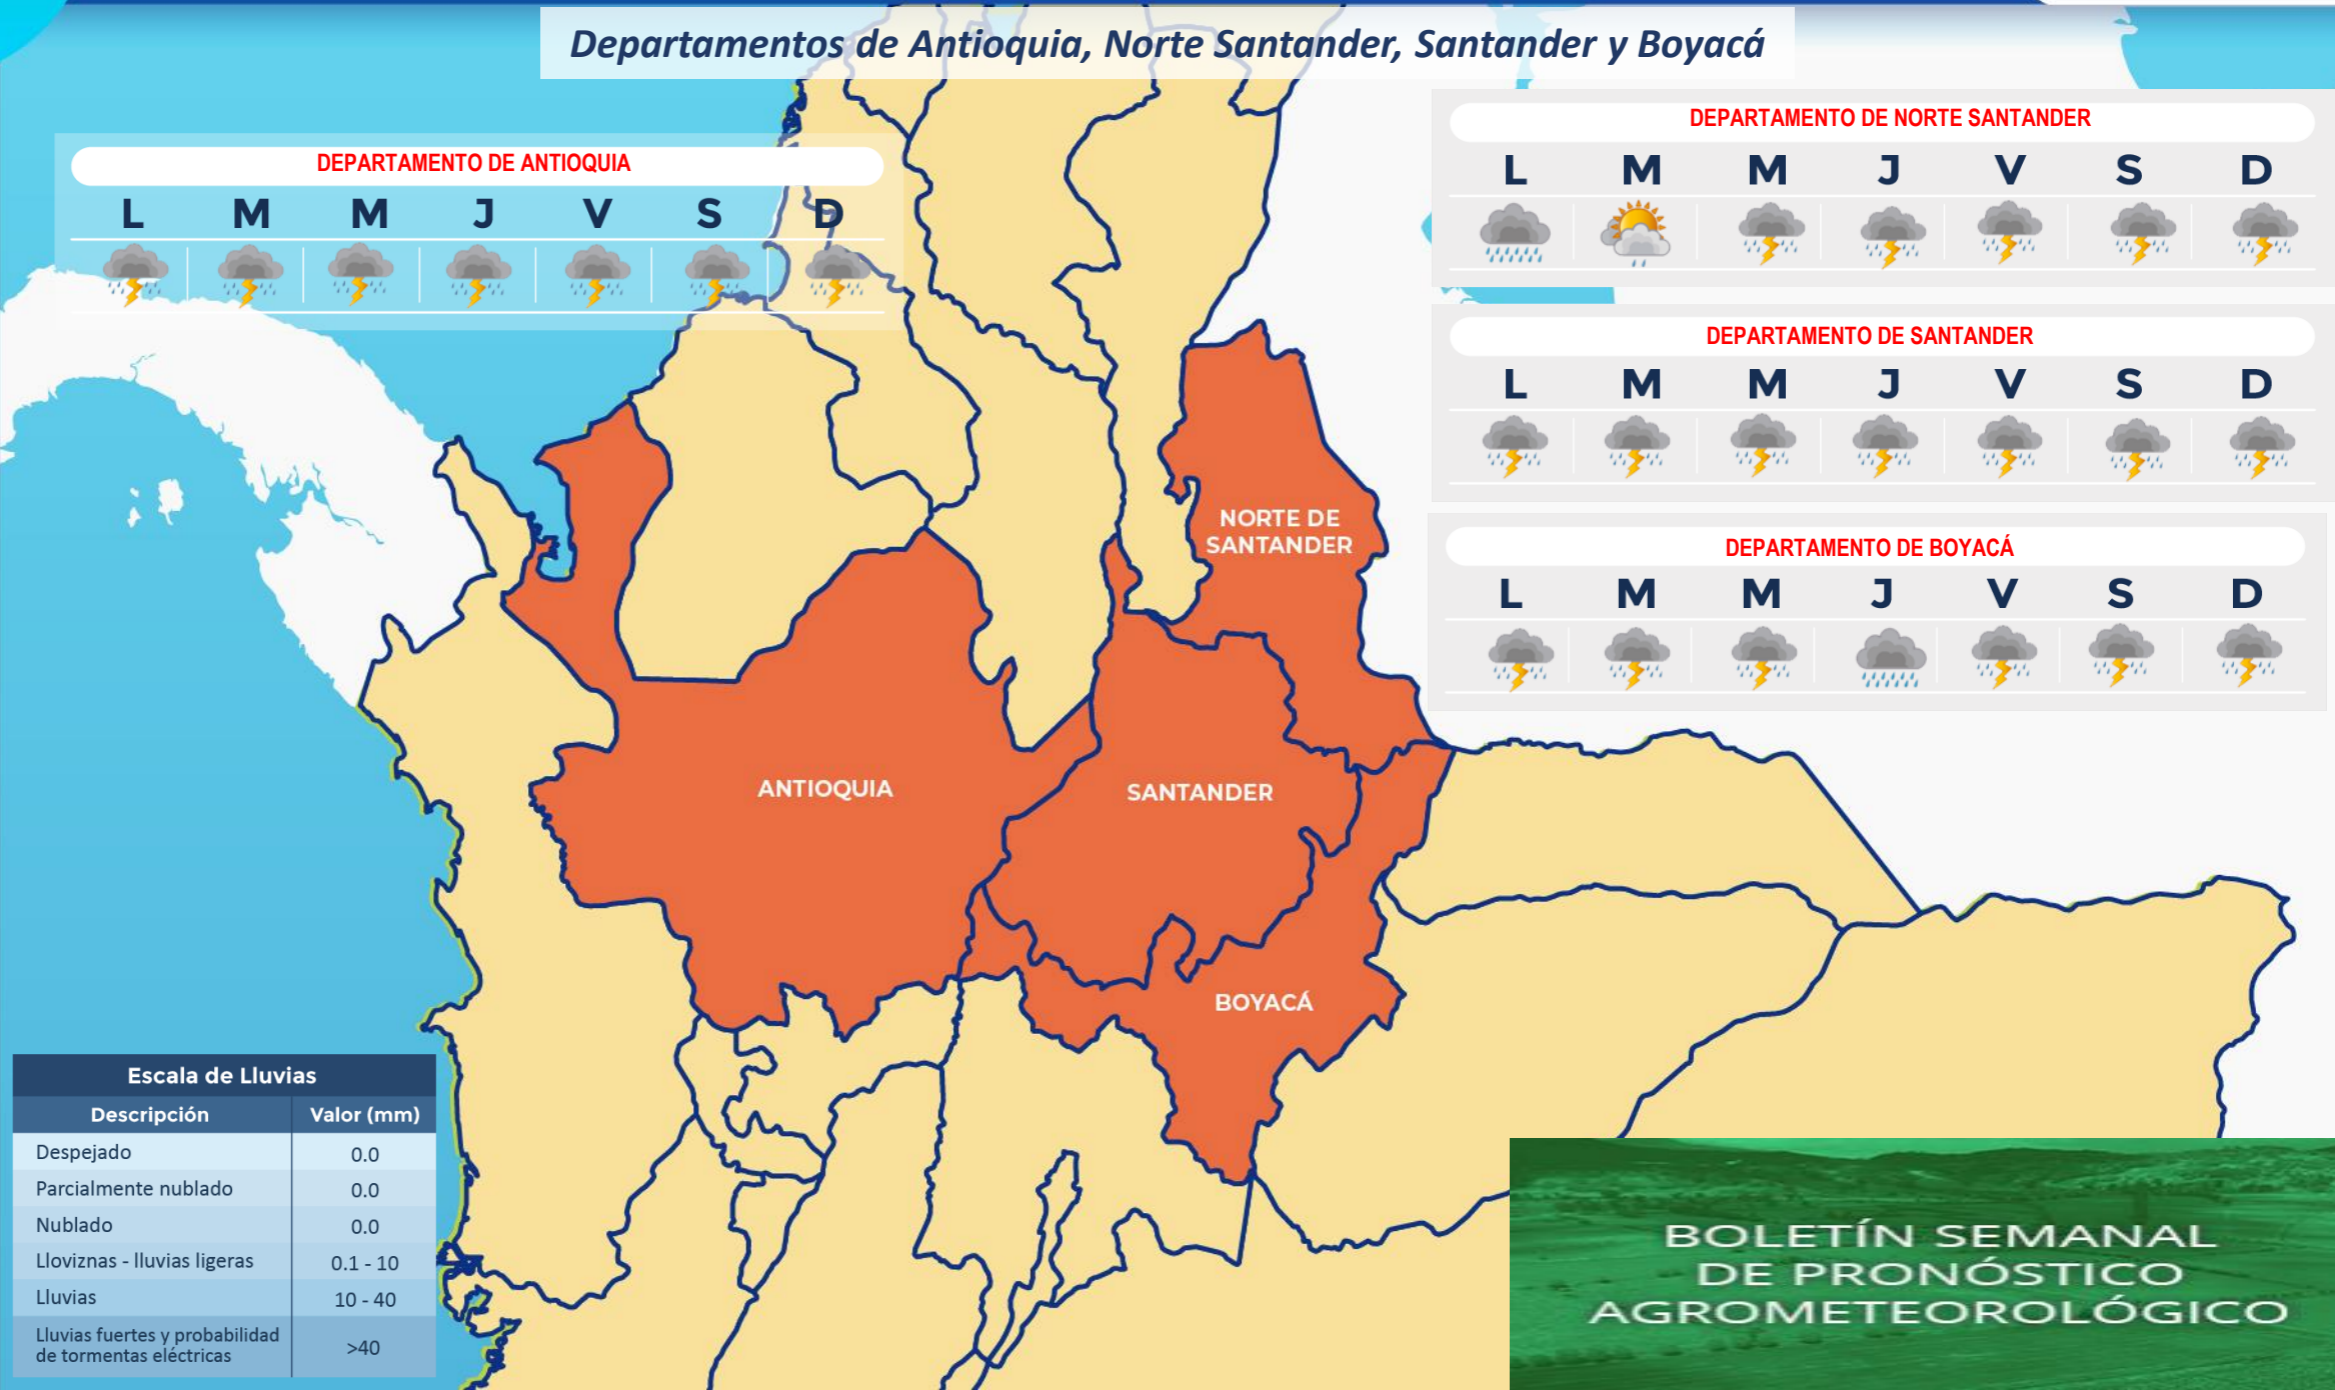 Departamentos de Antioquia, Norte Santander, Santander y Boyacá
DEPARTAMENTO DE ANTIOQUIA
L M M J V S D
DEPARTAMENTO DE NORTE SANTANDER
L M M J V S D
DEPARTAMENTO DE SANTANDER
L M M J V S D
DEPARTAMENTO DE BOYACÁ
L M M J V S D
NORTE DE
SANTANDER
ANTIOQUIA
SANTANDER
BOYACÁ
Escala de Lluvias
Descripción Valor (mm)
Despejado 0.0
Parcialmente nublado 0.0
Nublado 0.0
Lloviznas - lluvias ligeras 0.1 - 10
Lluvias 10 - 40
Lluvias fuertes y probabilidad
de tormentas eléctricas >40
BOLETÍN SEMANAL
DE PRONÓSTICO
AGROMETEOROLÓGICO